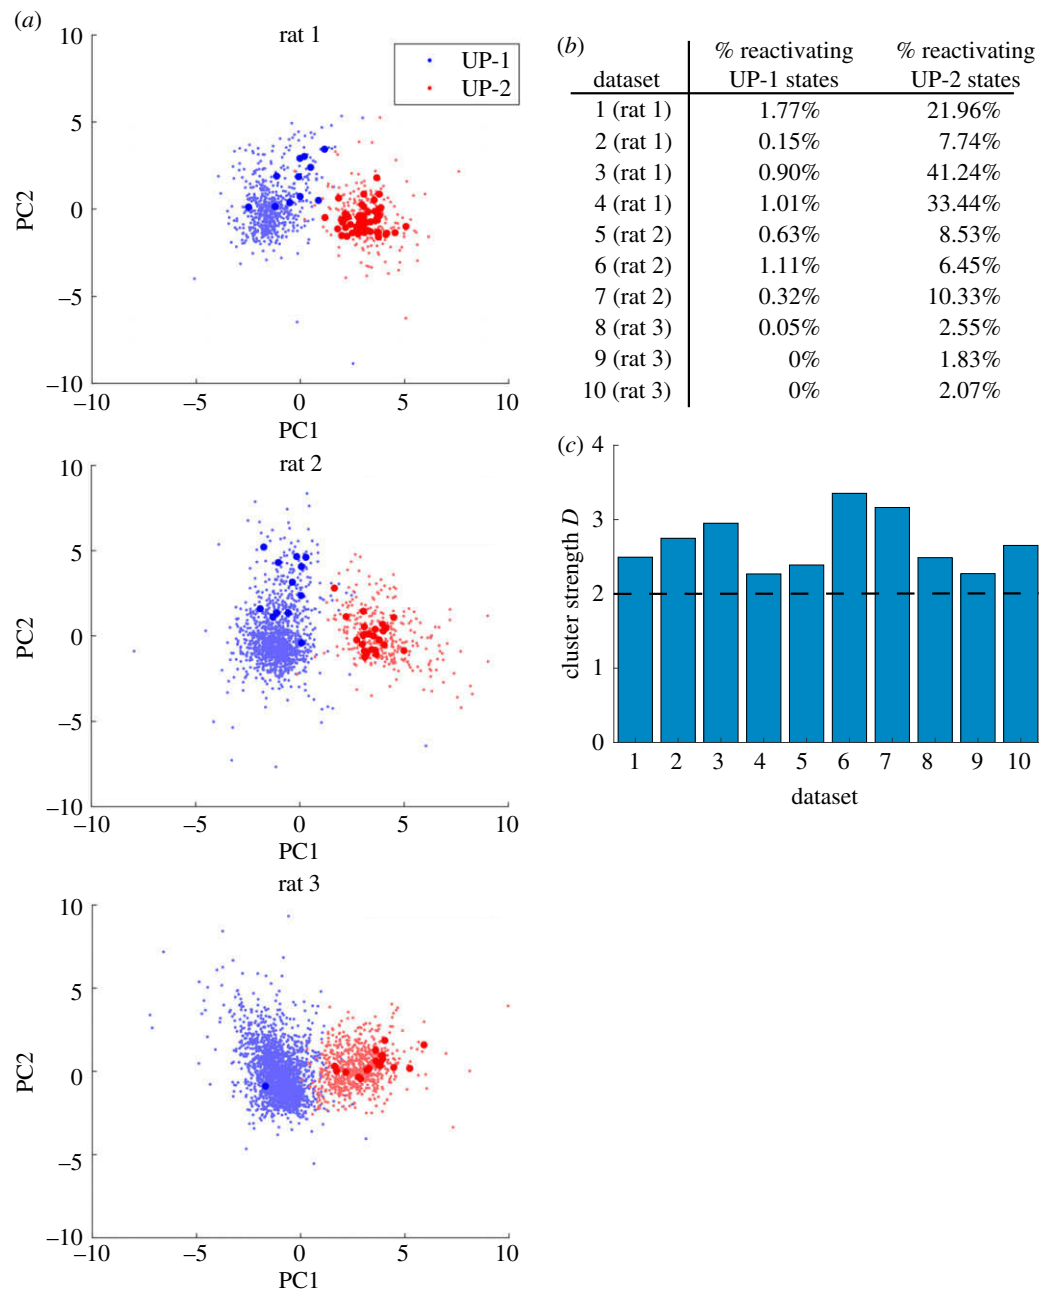 (a)
rat 1
UP-1
UP-2
10
5
0
–5
–10
PC2
–10 –5 0 5 10
PC1
rat 2
10
5
0
–5
–10
PC2
–10 –5 0 5 10
PC1
rat 3
10
5
0
–5
–10
PC2
–10 –5 0 5 10
PC1
(b)
% reactivating % reactivating
dataset UP-1 states UP-2 states
1 (rat 1) 1.77% 21.96%
2 (rat 1) 0.15% 7.74%
3 (rat 1) 0.90% 41.24%
4 (rat 1) 1.01% 33.44%
5 (rat 2) 0.63% 8.53%
6 (rat 2) 1.11% 6.45%
7 (rat 2) 0.32% 10.33%
8 (rat 3) 0.05% 2.55%
9 (rat 3) 0% 1.83%
10 (rat 3) 0% 2.07%
(c)
4
3
2
1
0
cluster strength D
1 2 3 4 5 6 7 8 9 10
dataset